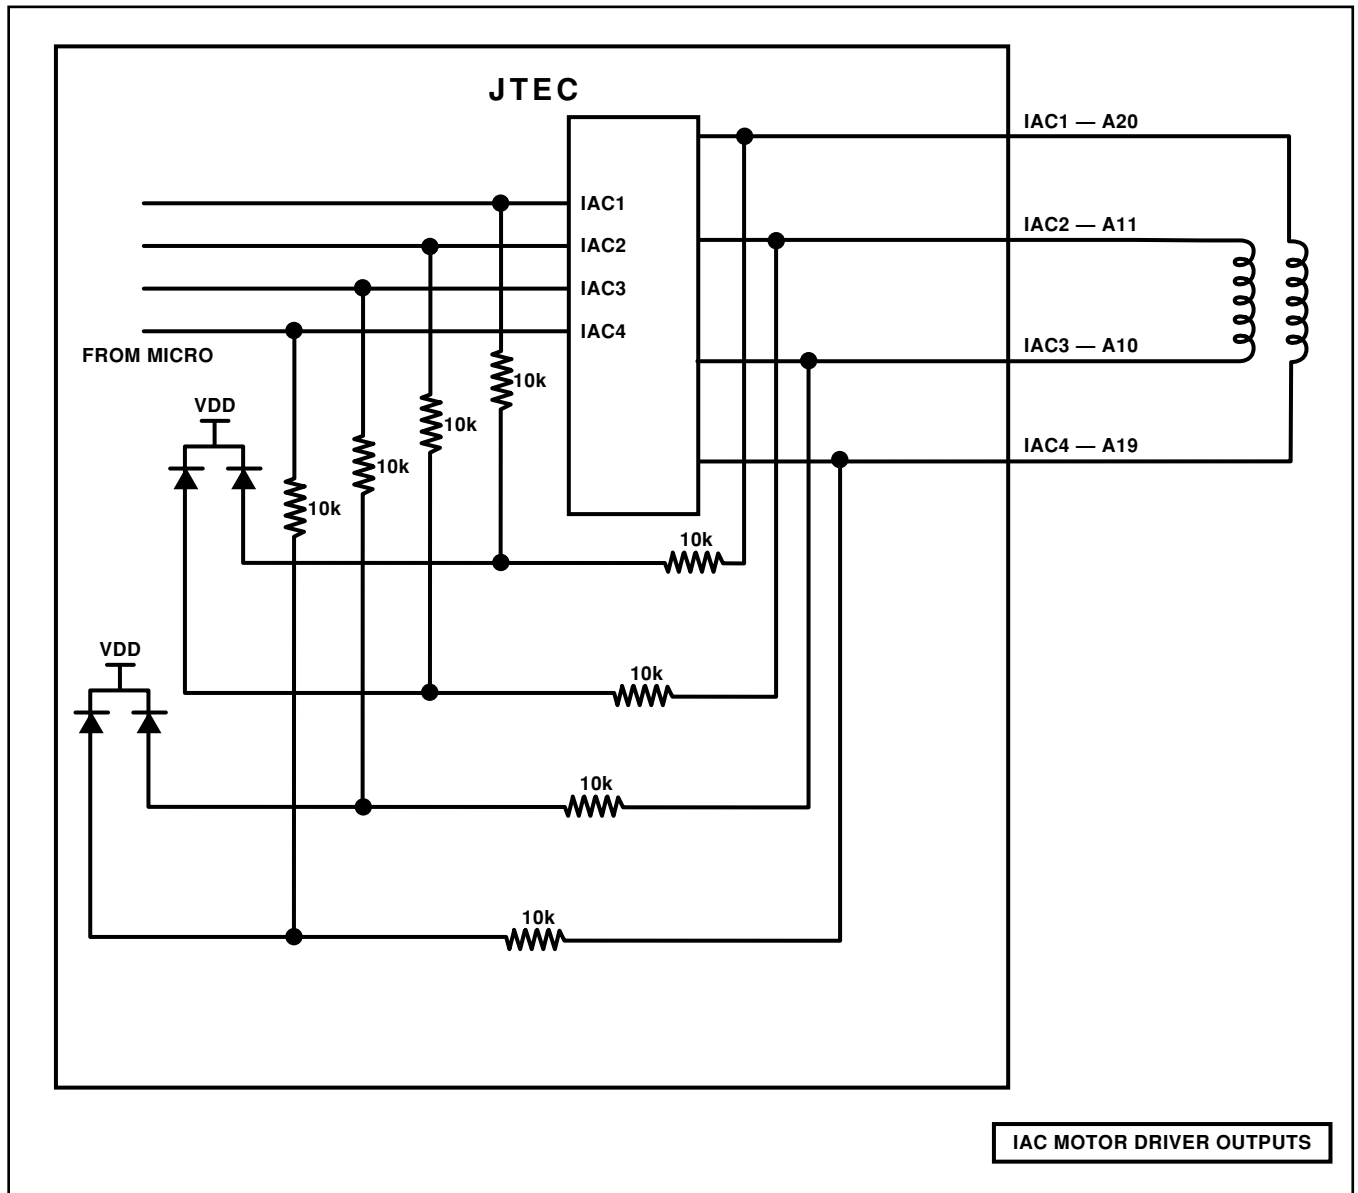 JTEC
IAC1 — A20
IAC1
IAC2 — A11
IAC2
IAC3
IAC4
IAC3 — A10
FROM MICRO
10k
VDD
10k
IAC4 — A19
10k
10k
10k
VDD
10k
10k
10k
IAC MOTOR DRIVER OUTPUTS